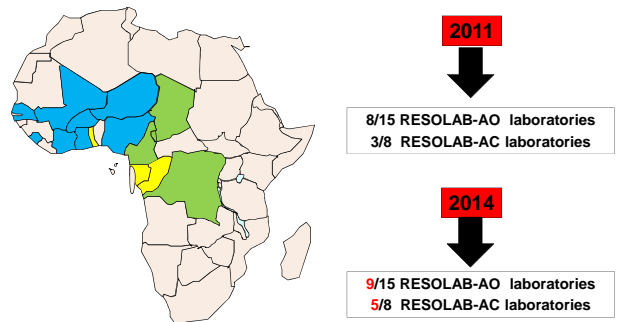 2011
8/15 RESOLAB-AO laboratories
3/8 RESOLAB-AC laboratories
2014
9/15 RESOLAB-AO laboratories
5/8 RESOLAB-AC laboratories